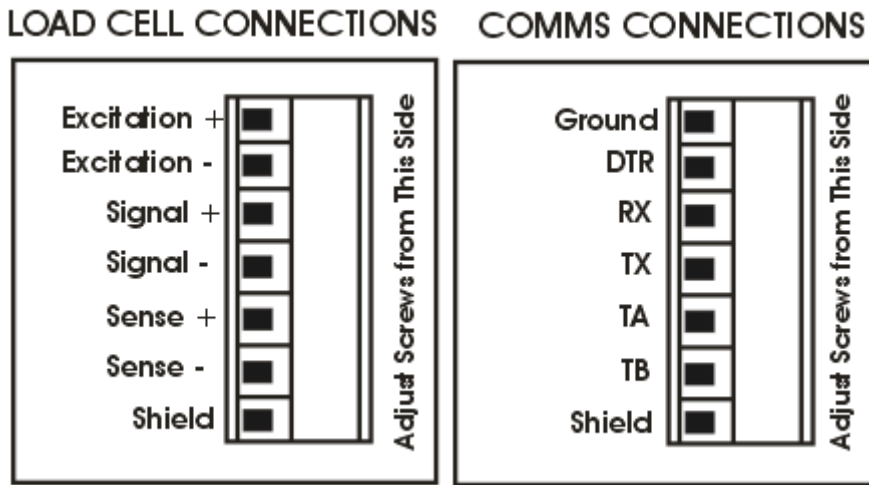 LOAD CELL CONNECTIONS
Excitation +
Excitation -
Signal +
Signal -
Sense +
Sense -
Shield
Adjust Screws from This Side
COMMS CONNECTIONS
Ground
DTR
RX
TX
TA
TB
Shield
Adjust Screws from This Side